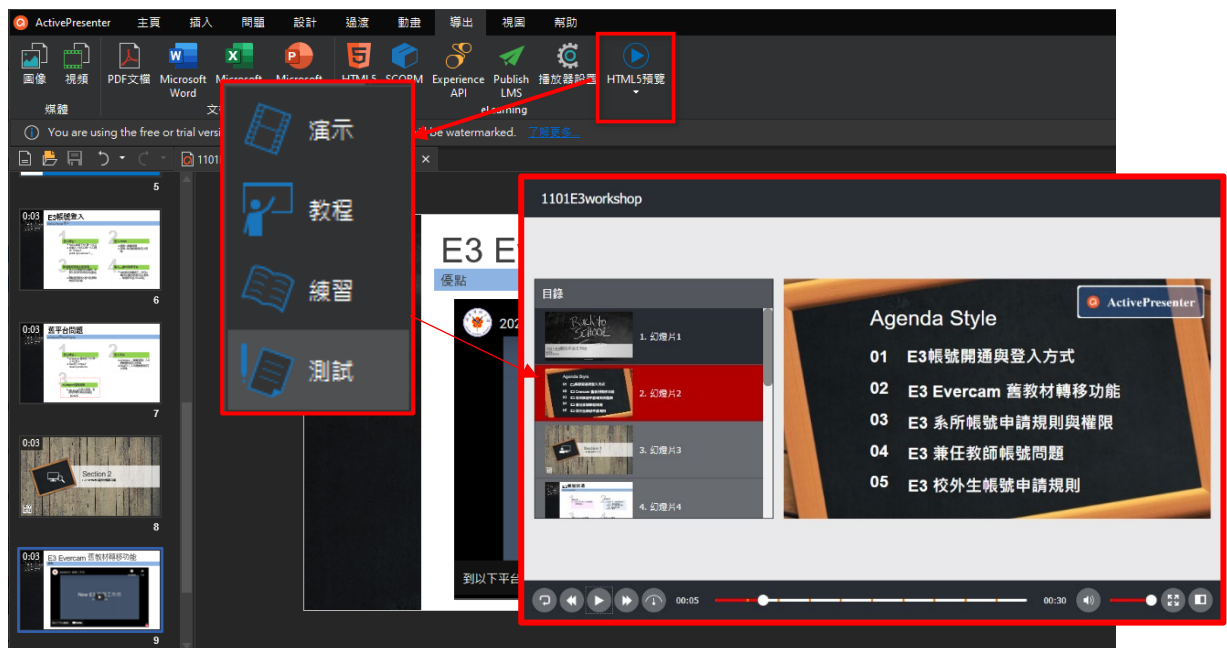 ActivePresenter 主頁 插入 問題 設計 過渡 動畫 導出 視圖 幫助
圖像 視頻 PDF文檔 Microsoft Word Microsoft Microsoft HTML5 SCORM Experience API Publish LMS 播放器設置 HTML5預覽
媒體 eLearning
You are using the free or trial be watermarked. 了解更多...
演示
教程
練習
測試
5
0:03 E3帳號登入
6
0:03 舊平台問題
7
0:03 Section 2
8
0:03 E3 Evercam 舊教材轉移功能
9
優點
到以下平台
1101E3workshop
目錄
Back to School
1. 幻燈片1
Agenda Style
2. 幻燈片2
Section 1
3. 幻燈片3
4. 幻燈片4
ActivePresenter
Agenda Style
01 E3帳號開通與登入方式
02 E3 Evercam 舊教材轉移功能
03 E3 系所帳號申請規則與權限
04 E3 兼任教師帳號問題
05 E3 校外生帳號申請規則
00:05 00:30